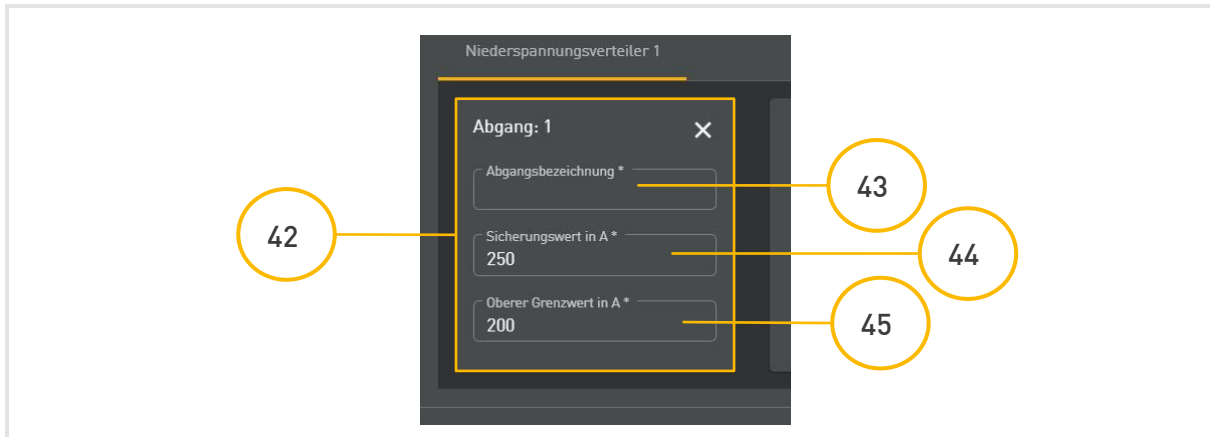 Niederspannungsverteiler 1
Abgang: 1
Abgangsbezeichnung *
43
42
Sicherungswert in A *
250
44
Oberer Grenzwert in A *
200
45